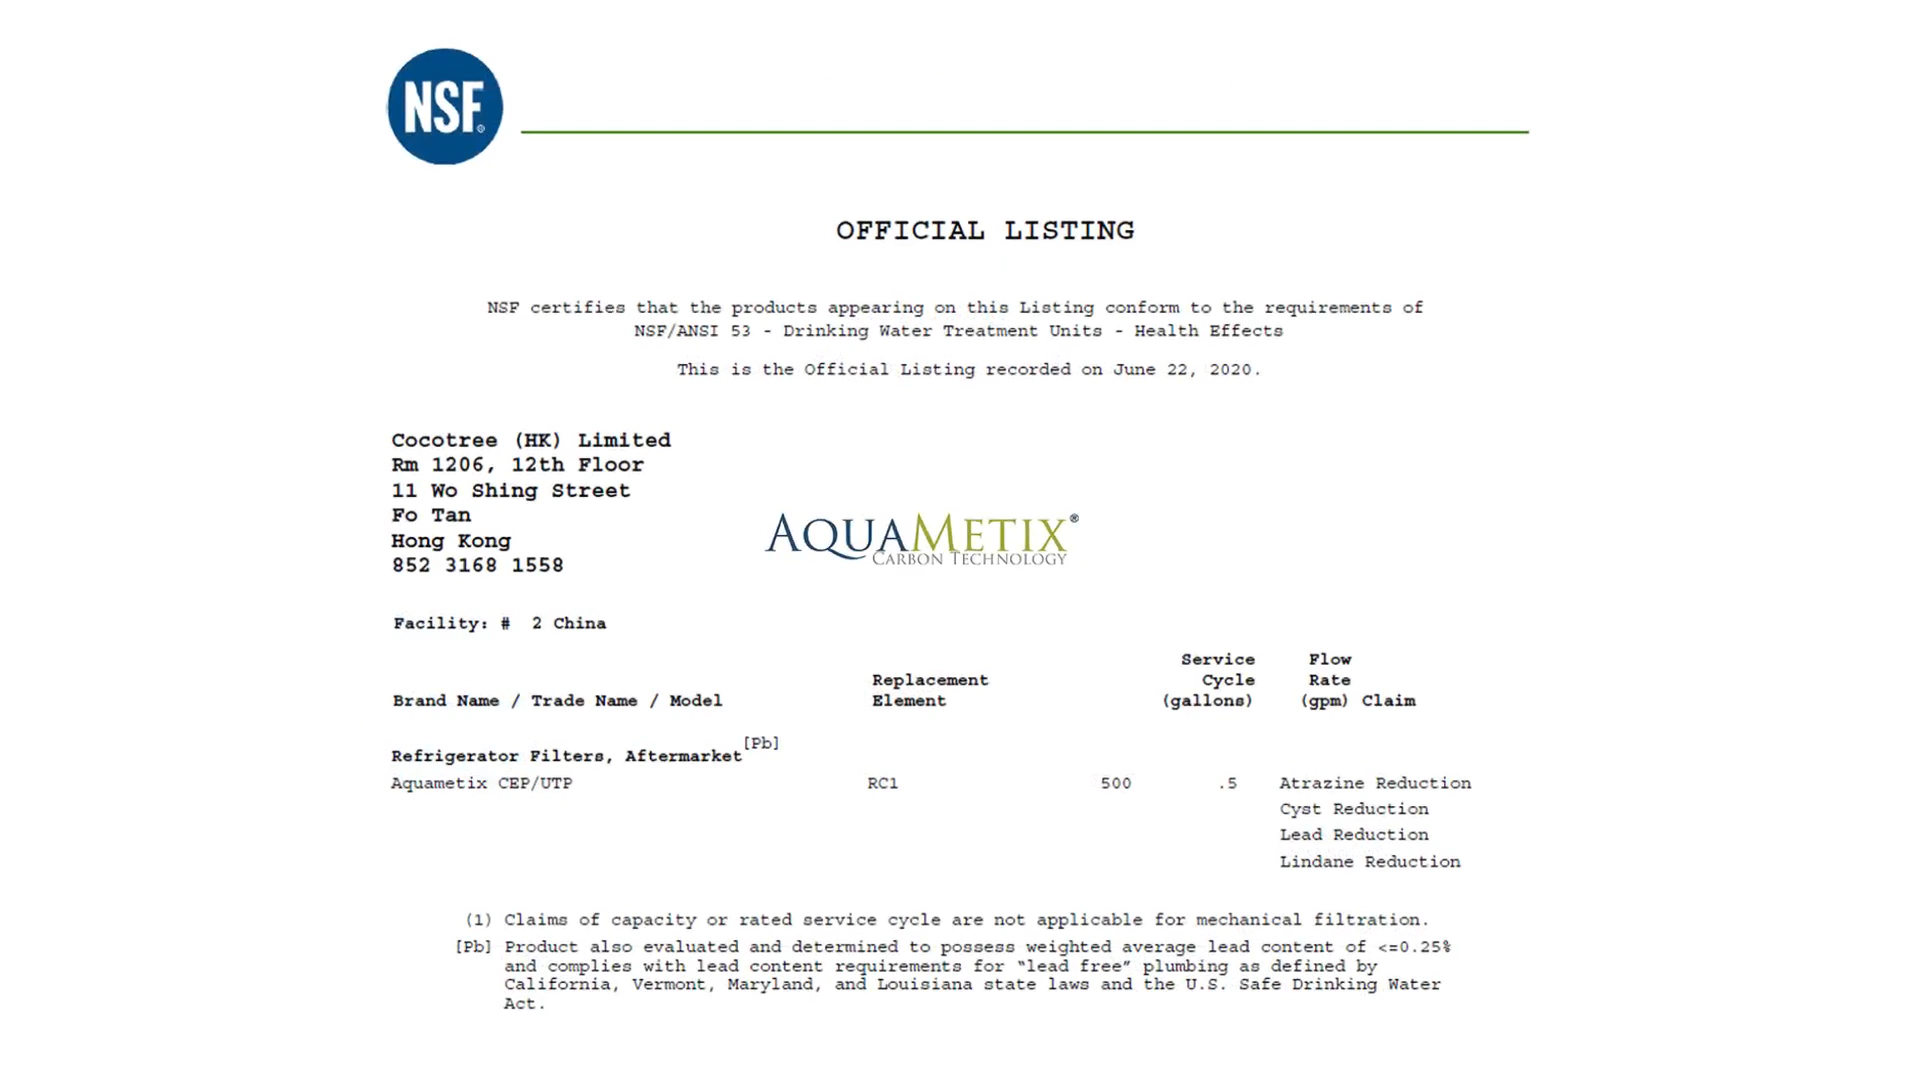 NSF®
OFFICIAL LISTING
NSF certifies that the products appearing on this Listing conform to the requirements of
NSF/ANSI 53 - Drinking Water Treatment Units - Health Effects
This is the Official Listing recorded on June 22, 2020.
Cocotree (HK) Limited
Rm 1206, 12th Floor
11 Wo Shing Street
Fo Tan
Hong Kong
852 3168 1558
AQUAMETIX®
CARBON TECHNOLOGY
Facility: # 2 China
Service Flow
Replacement Cycle Rate
Brand Name / Trade Name / Model Element (gallons) (gpm) Claim
Refrigerator Filters, Aftermarket[Pb]
Aquametix CEP/UTP RC1 500 .5 Atrazine Reduction
Cyst Reduction
Lead Reduction
Lindane Reduction
(1) Claims of capacity or rated service cycle are not applicable for mechanical filtration.
[Pb] Product also evaluated and determined to possess weighted average lead content of <=0.25%
and complies with lead content requirements for “lead free” plumbing as defined by
California, Vermont, Maryland, and Louisiana state laws and the U.S. Safe Drinking Water
Act.